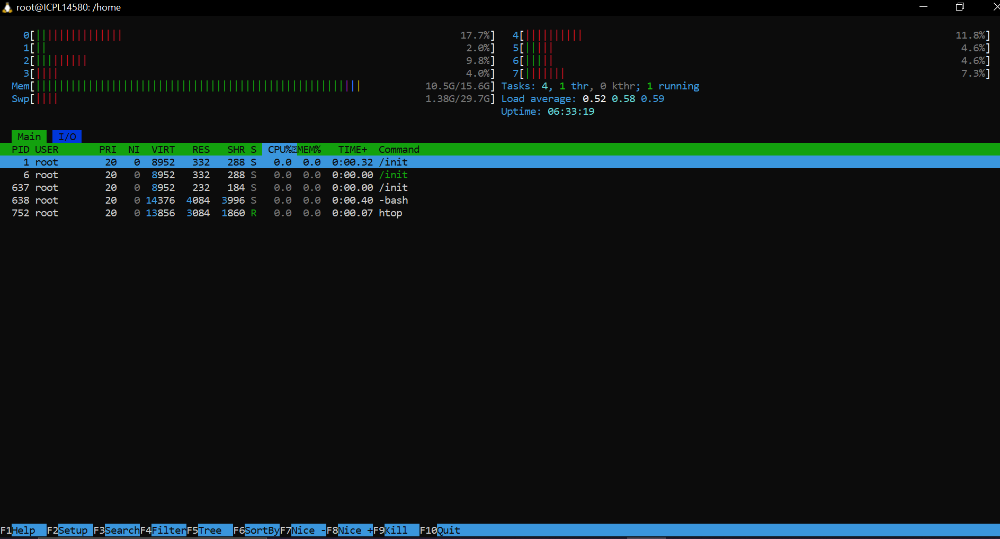 root@ICPL14580: /home
0[||||||||||||||| 17.7%] 4[|||||||||| 11.8%]
1[|| 2.0%] 5[||||| 4.6%]
2[||||||||| 9.8%] 6[||||| 4.6%]
3[|||| 4.0%] 7[||||||| 7.3%]
Mem[|||||||||||||||||||||||||||||||||||||||||||||||||||||||| 10.5G/15.6G] Tasks: 4, 1 thr, 0 kthr; 1 running
Swp[|||| 1.38G/29.7G] Load average: 0.52 0.58 0.59
Uptime: 06:33:19
Main I/O
PID USER PRI NI VIRT RES SHR S CPU% MEM% TIME+ Command
1 root 20 0 8952 332 288 S 0.0 0.0 0:00.32 /init
6 root 20 0 8952 332 288 S 0.0 0.0 0:00.00 /init
637 root 20 0 8952 232 184 S 0.0 0.0 0:00.00 /init
638 root 20 0 14376 4084 3996 S 0.0 0.0 0:00.40 -bash
752 root 20 0 13856 3084 1860 R 0.0 0.0 0:00.07 htop
F1Help F2Setup F3SearchF4FilterF5Tree F6SortByF7Nice -F8Nice +F9Kill F10Quit